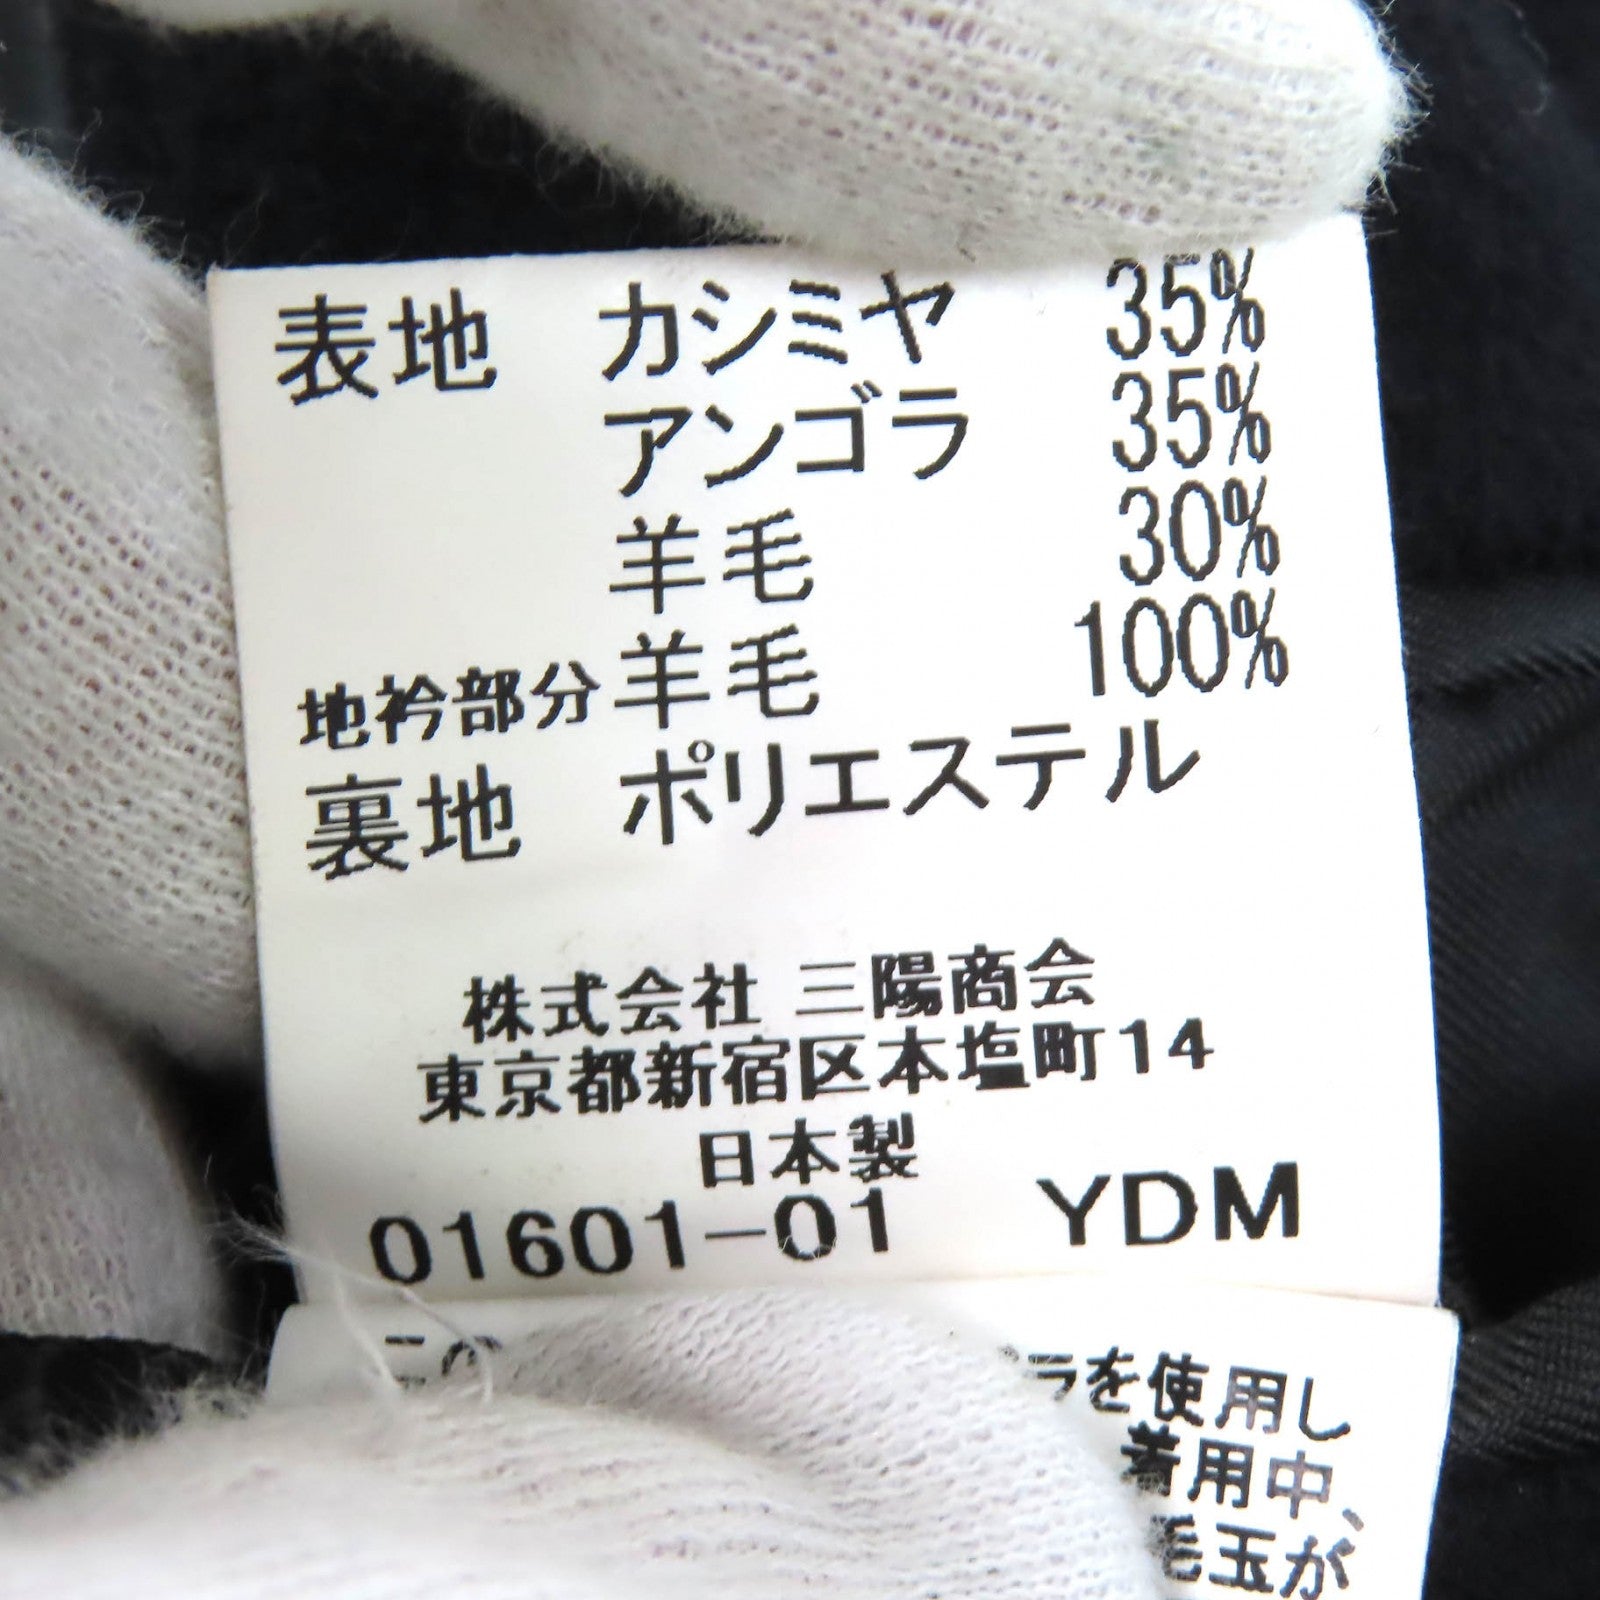 表地 カシミヤ 35%
アンゴラ 35%
羊毛 30%
地衿部分 羊毛 100%
裏地 ポリエステル
株式会社 三陽商会
東京都新宿区本塩町14
日本製
01601-01 YDM
この ラを使用し
着用中、
毛玉が